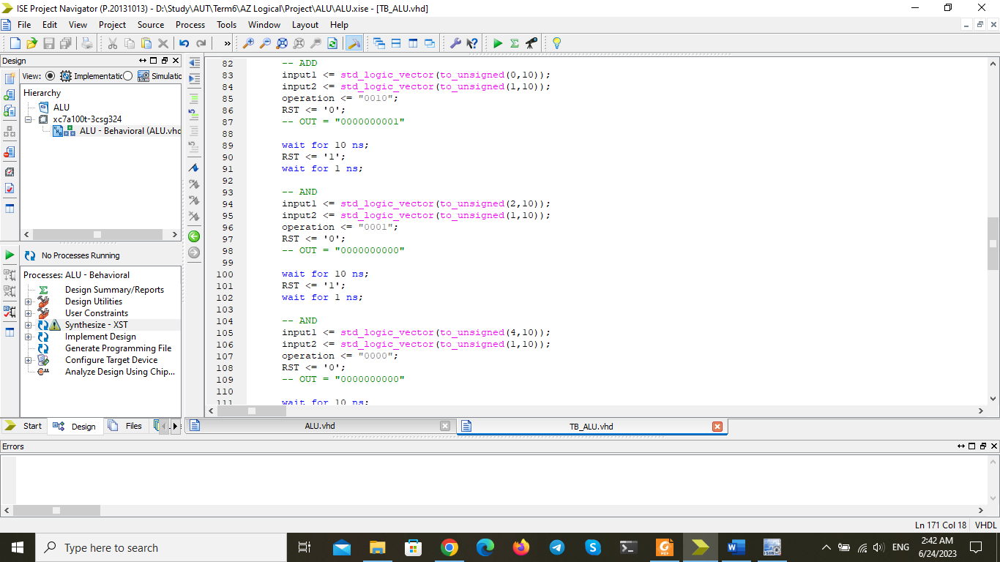 ISE Project Navigator (P.20131013) - D:\Study\AUT\Term6\AZ Logical\Project\ALU\ALU.xise - [TB_ALU.vhd]
File Edit View Project Source Process Tools Window Layout Help
»
Design
View: Implementatic Simulatio
Hierarchy
ALU
xc7a100t-3csg324
ALU - Behavioral (ALU.vhd
No Processes Running
Processes: ALU - Behavioral
Design Summary/Reports
Design Utilities
User Constraints
Synthesize - XST
Implement Design
Generate Programming File
Configure Target Device
Analyze Design Using Chip...
Start Design Files
82 -- ADD
83 input1 <= std_logic_vector(to_unsigned(0,10));
84 input2 <= std_logic_vector(to_unsigned(1,10));
85 operation <= "0010";
86 RST <= '0';
87 -- OUT = "0000000001"
88
89 wait for 10 ns;
90 RST <= '1';
91 wait for 1 ns;
92
93 -- AND
94 input1 <= std_logic_vector(to_unsigned(2,10));
95 input2 <= std_logic_vector(to_unsigned(1,10));
96 operation <= "0001";
97 RST <= '0';
98 -- OUT = "0000000000"
99
100 wait for 10 ns;
101 RST <= '1';
102 wait for 1 ns;
103
104 -- AND
105 input1 <= std_logic_vector(to_unsigned(4,10));
106 input2 <= std_logic_vector(to_unsigned(1,10));
107 operation <= "0000";
108 RST <= '0';
109 -- OUT = "0000000000"
110
111 wait for 10 ns;
ALU.vhd TB_ALU.vhd
Errors
Ln 171 Col 18 VHDL
Type here to search
ENG
2:42 AM
6/24/2023